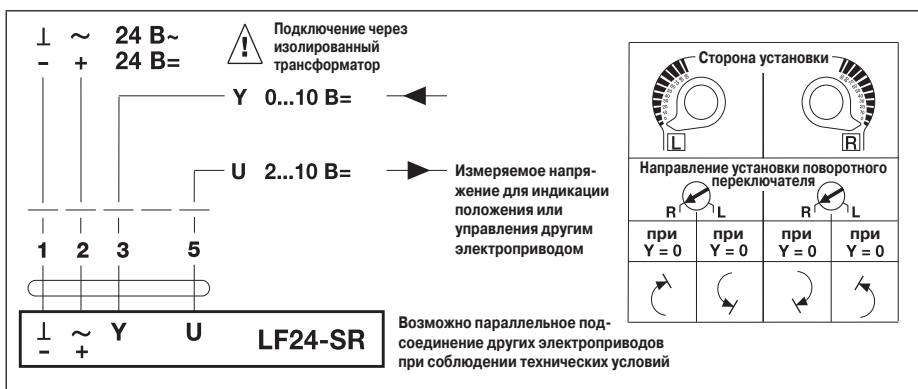 ⊥ ~ 24 В~
- + 24 В=
Подключение через
изолированный
трансформатор
Y 0...10 В=
U 2...10 В=
Измеряемое напря-
жение для индикации
положения или
управления другим
электроприводом
1 2 3 5
⊥ ~ Y U
- +
LF24-SR
Возможно параллельное под-
соединение других электроприводов
при соблюдении технических условий
Сторона установки
L R
Направление установки поворотного
переключателя
R L R L
при при при при
Y = 0 Y = 0 Y = 0 Y = 0